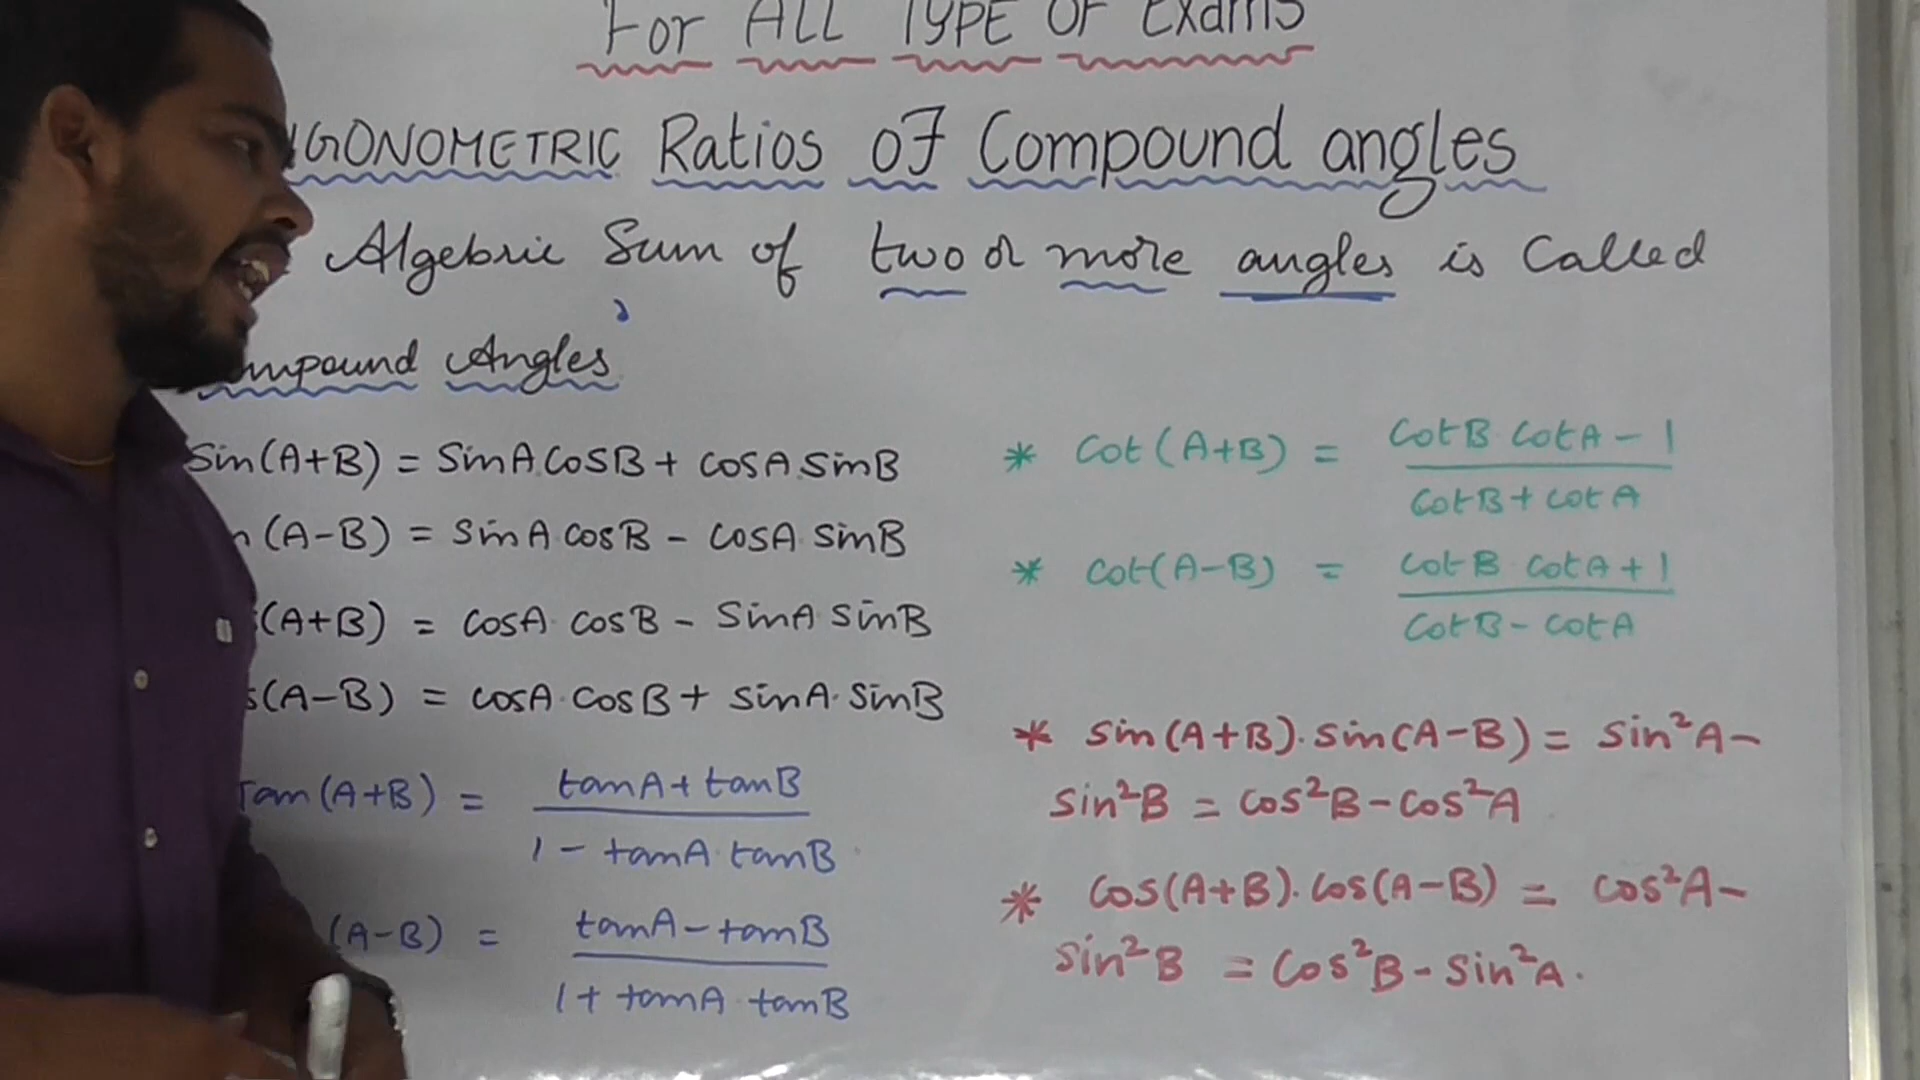 For ALL TYPE OF Exams
IGONOMETRIC Ratios of Compound angles
Algebric Sum of two or more angles is Called
ompound Angles
Sin(A+B) = SinA.CosB + cosA.SinB
n(A-B) = SinA cosB - CosA SinB
(A+B) = cosA cosB - SinA SinB
s(A-B) = cosA.CosB + SinA.SinB
Tan(A+B) = tanA + tanB
1 - tanA tanB
(A-B) = tanA - tanB
1 + tanA tanB
* Cot(A+B) = CotB CotA - 1
CotB + cotA
* Cot(A-B) = CotB CotA + 1
CotB - cotA
* Sin(A+B).Sin(A-B) = Sin²A -
Sin²B = Cos²B - Cos²A
* Cos(A+B).Cos(A-B) = Cos²A -
Sin²B = Cos²B - Sin²A.